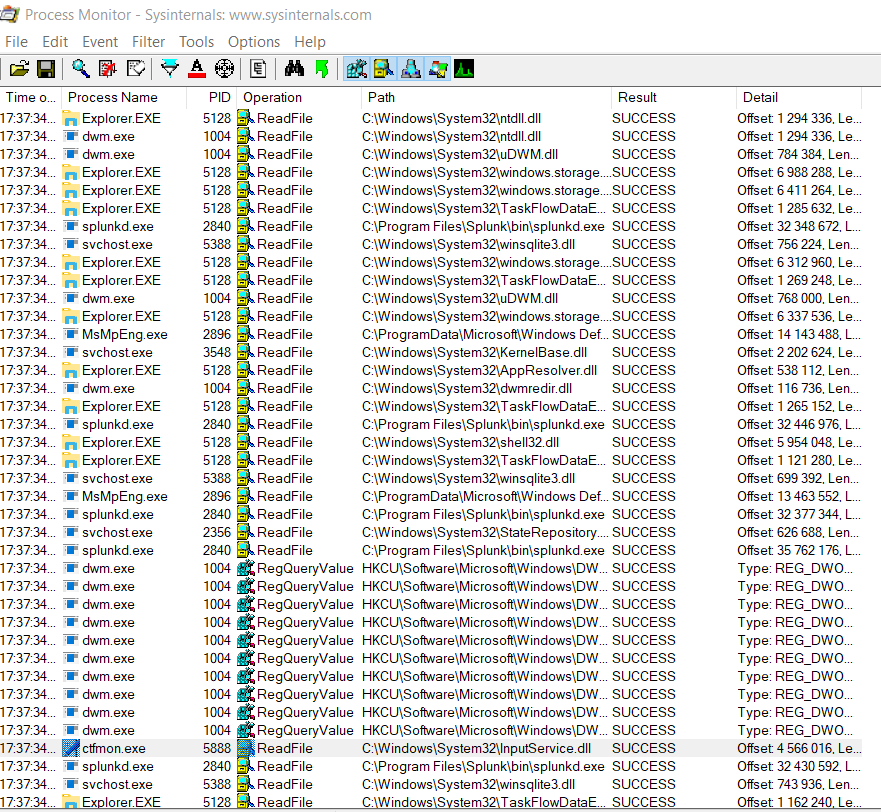 Process Monitor - Sysinternals: www.sysinternals.com
File Edit Event Filter Tools Options Help
Time o... Process Name PID Operation Path Result Detail
17:37:34... Explorer.EXE 5128 ReadFile C:\Windows\System32\ntdll.dll SUCCESS Offset: 1 294 336, Le...
17:37:34... dwm.exe 1004 ReadFile C:\Windows\System32\ntdll.dll SUCCESS Offset: 1 294 336, Le...
17:37:34... dwm.exe 1004 ReadFile C:\Windows\System32\uDWM.dll SUCCESS Offset: 784 384, Len...
17:37:34... Explorer.EXE 5128 ReadFile C:\Windows\System32\windows.storage.... SUCCESS Offset: 6 988 288, Le...
17:37:34... Explorer.EXE 5128 ReadFile C:\Windows\System32\windows.storage.... SUCCESS Offset: 6 411 264, Le...
17:37:34... Explorer.EXE 5128 ReadFile C:\Windows\System32\TaskFlowDataE... SUCCESS Offset: 1 285 632, Le...
17:37:34... splunkd.exe 2840 ReadFile C:\Program Files\Splunk\bin\splunkd.exe SUCCESS Offset: 32 348 672, L...
17:37:34... svchost.exe 5388 ReadFile C:\Windows\System32\winsqlite3.dll SUCCESS Offset: 756 224, Len...
17:37:34... Explorer.EXE 5128 ReadFile C:\Windows\System32\windows.storage.... SUCCESS Offset: 6 312 960, Le...
17:37:34... Explorer.EXE 5128 ReadFile C:\Windows\System32\TaskFlowDataE... SUCCESS Offset: 1 269 248, Le...
17:37:34... dwm.exe 1004 ReadFile C:\Windows\System32\uDWM.dll SUCCESS Offset: 768 000, Len...
17:37:34... Explorer.EXE 5128 ReadFile C:\Windows\System32\windows.storage.... SUCCESS Offset: 6 337 536, Le...
17:37:34... MsMpEng.exe 2896 ReadFile C:\ProgramData\Microsoft\Windows Def... SUCCESS Offset: 14 143 488, L...
17:37:34... svchost.exe 3548 ReadFile C:\Windows\System32\KernelBase.dll SUCCESS Offset: 2 202 624, Le...
17:37:34... Explorer.EXE 5128 ReadFile C:\Windows\System32\AppResolver.dll SUCCESS Offset: 538 112, Len...
17:37:34... dwm.exe 1004 ReadFile C:\Windows\System32\dwmredir.dll SUCCESS Offset: 116 736, Len...
17:37:34... Explorer.EXE 5128 ReadFile C:\Windows\System32\TaskFlowDataE... SUCCESS Offset: 1 265 152, Le...
17:37:34... splunkd.exe 2840 ReadFile C:\Program Files\Splunk\bin\splunkd.exe SUCCESS Offset: 32 446 976, L...
17:37:34... Explorer.EXE 5128 ReadFile C:\Windows\System32\shell32.dll SUCCESS Offset: 5 954 048, Le...
17:37:34... Explorer.EXE 5128 ReadFile C:\Windows\System32\TaskFlowDataE... SUCCESS Offset: 1 121 280, Le...
17:37:34... svchost.exe 5388 ReadFile C:\Windows\System32\winsqlite3.dll SUCCESS Offset: 699 392, Len...
17:37:34... MsMpEng.exe 2896 ReadFile C:\ProgramData\Microsoft\Windows Def... SUCCESS Offset: 13 463 552, L...
17:37:34... splunkd.exe 2840 ReadFile C:\Program Files\Splunk\bin\splunkd.exe SUCCESS Offset: 32 377 344, L...
17:37:34... svchost.exe 2356 ReadFile C:\Windows\System32\StateRepository.... SUCCESS Offset: 626 688, Len...
17:37:34... splunkd.exe 2840 ReadFile C:\Program Files\Splunk\bin\splunkd.exe SUCCESS Offset: 35 762 176, L...
17:37:34... dwm.exe 1004 RegQueryValue HKCU\Software\Microsoft\Windows\DW... SUCCESS Type: REG_DWO...
17:37:34... dwm.exe 1004 RegQueryValue HKCU\Software\Microsoft\Windows\DW... SUCCESS Type: REG_DWO...
17:37:34... dwm.exe 1004 RegQueryValue HKCU\Software\Microsoft\Windows\DW... SUCCESS Type: REG_DWO...
17:37:34... dwm.exe 1004 RegQueryValue HKCU\Software\Microsoft\Windows\DW... SUCCESS Type: REG_DWO...
17:37:34... dwm.exe 1004 RegQueryValue HKCU\Software\Microsoft\Windows\DW... SUCCESS Type: REG_DWO...
17:37:34... dwm.exe 1004 RegQueryValue HKCU\Software\Microsoft\Windows\DW... SUCCESS Type: REG_DWO...
17:37:34... dwm.exe 1004 RegQueryValue HKCU\Software\Microsoft\Windows\DW... SUCCESS Type: REG_DWO...
17:37:34... dwm.exe 1004 RegQueryValue HKCU\Software\Microsoft\Windows\DW... SUCCESS Type: REG_DWO...
17:37:34... dwm.exe 1004 RegQueryValue HKCU\Software\Microsoft\Windows\DW... SUCCESS Type: REG_DWO...
17:37:34... dwm.exe 1004 RegQueryValue HKCU\Software\Microsoft\Windows\DW... SUCCESS Type: REG_DWO...
17:37:34... ctfmon.exe 5888 ReadFile C:\Windows\System32\InputService.dll SUCCESS Offset: 4 566 016, Le...
17:37:34... splunkd.exe 2840 ReadFile C:\Program Files\Splunk\bin\splunkd.exe SUCCESS Offset: 32 430 592, L...
17:37:34... svchost.exe 5388 ReadFile C:\Windows\System32\winsqlite3.dll SUCCESS Offset: 743 936, Len...
17:37:34... Explorer.EXE 5128 ReadFile C:\Windows\System32\TaskFlowDataE... SUCCESS Offset: 1 162 240, Le...